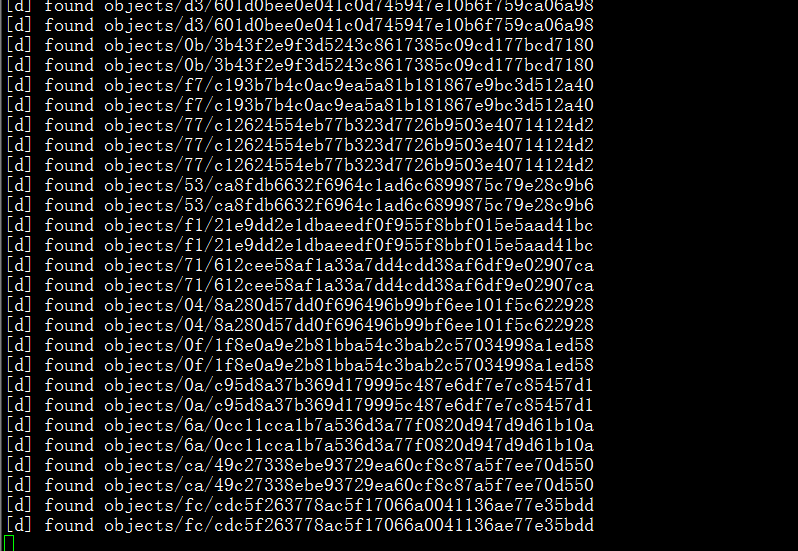 [d] found objects/d3/601d0bee0e041c0d745947e10b6f759ca06a98
[d] found objects/d3/601d0bee0e041c0d745947e10b6f759ca06a98
[d] found objects/0b/3b43f2e9f3d5243c8617385c09cd177bcd7180
[d] found objects/0b/3b43f2e9f3d5243c8617385c09cd177bcd7180
[d] found objects/f7/c193b7b4c0ac9ea5a81b181867e9bc3d512a40
[d] found objects/f7/c193b7b4c0ac9ea5a81b181867e9bc3d512a40
[d] found objects/77/c12624554eb77b323d7726b9503e40714124d2
[d] found objects/77/c12624554eb77b323d7726b9503e40714124d2
[d] found objects/77/c12624554eb77b323d7726b9503e40714124d2
[d] found objects/53/ca8fdb6632f6964c1ad6c6899875c79e28c9b6
[d] found objects/53/ca8fdb6632f6964c1ad6c6899875c79e28c9b6
[d] found objects/f1/21e9dd2e1dbaeedf0f955f8bbf015e5aad41bc
[d] found objects/f1/21e9dd2e1dbaeedf0f955f8bbf015e5aad41bc
[d] found objects/71/612cee58af1a33a7dd4cdd38af6df9e02907ca
[d] found objects/71/612cee58af1a33a7dd4cdd38af6df9e02907ca
[d] found objects/04/8a280d57dd0f696496b99bf6ee101f5c622928
[d] found objects/04/8a280d57dd0f696496b99bf6ee101f5c622928
[d] found objects/0f/1f8e0a9e2b81bba54c3bab2c57034998a1ed58
[d] found objects/0f/1f8e0a9e2b81bba54c3bab2c57034998a1ed58
[d] found objects/0a/c95d8a37b369d179995c487e6df7e7c85457d1
[d] found objects/0a/c95d8a37b369d179995c487e6df7e7c85457d1
[d] found objects/6a/0cc11cca1b7a536d3a77f0820d947d9d61b10a
[d] found objects/6a/0cc11cca1b7a536d3a77f0820d947d9d61b10a
[d] found objects/ca/49c27338ebe93729ea60cf8c87a5f7ee70d550
[d] found objects/ca/49c27338ebe93729ea60cf8c87a5f7ee70d550
[d] found objects/fc/cdc5f263778ac5f17066a0041136ae77e35bdd
[d] found objects/fc/cdc5f263778ac5f17066a0041136ae77e35bdd